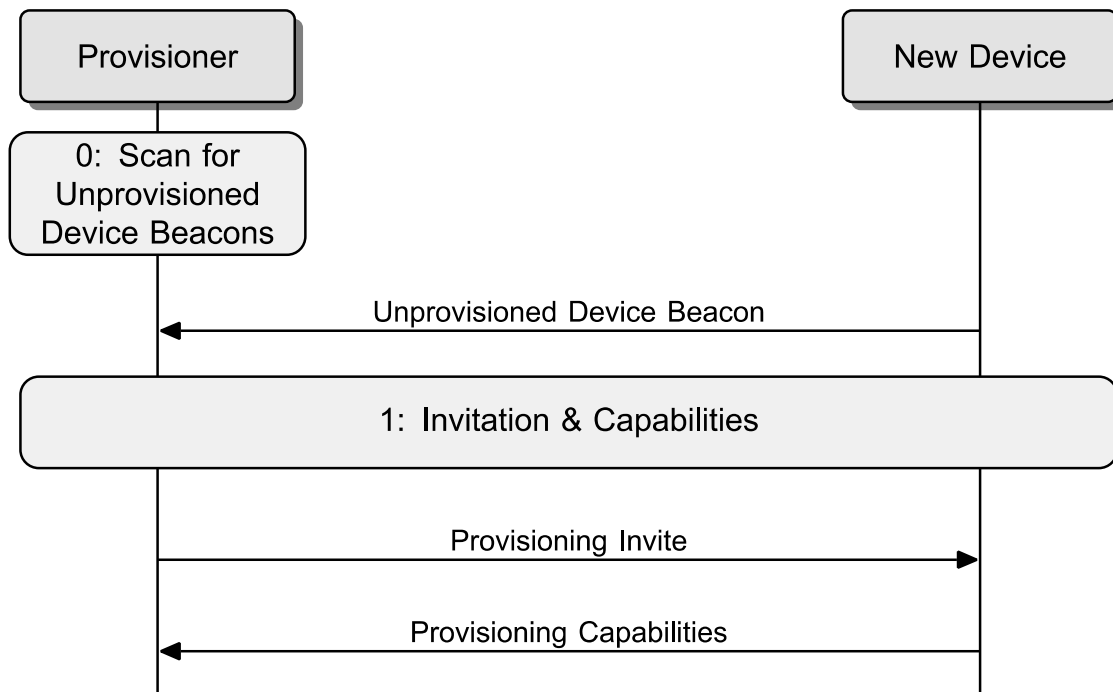 Provisioner
New Device
0: Scan for
Unprovisioned
Device Beacons
Unprovisioned Device Beacon
1: Invitation & Capabilities
Provisioning Invite
Provisioning Capabilities